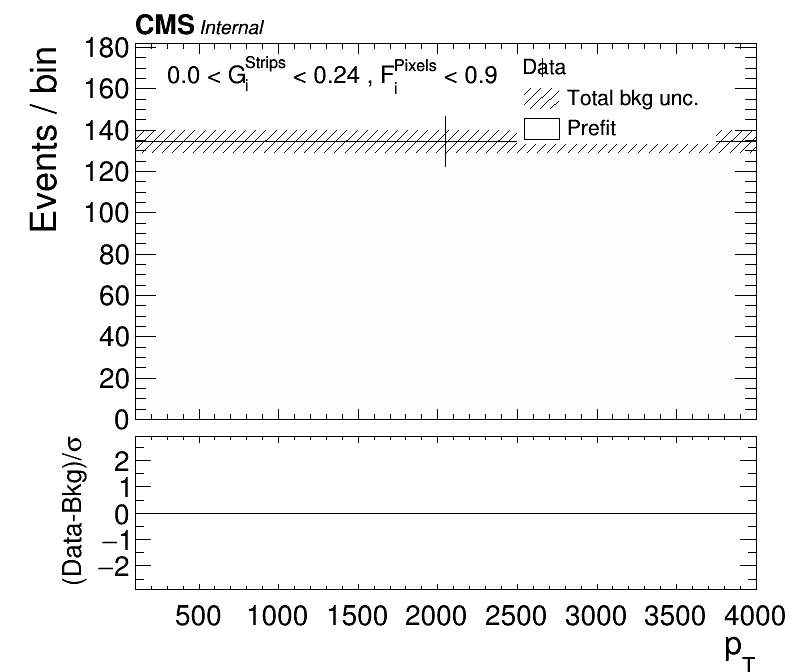 CMS Internal
Events / bin
180
160
140
120
100
80
60
40
20
0
0.0 < G_i^Strips < 0.24 , F_i^Pixels < 0.9
Data
Total bkg unc.
Prefit
(Data-Bkg)/σ
2
1
0
−1
−2
500 1000 1500 2000 2500 3000 3500 4000
p_T